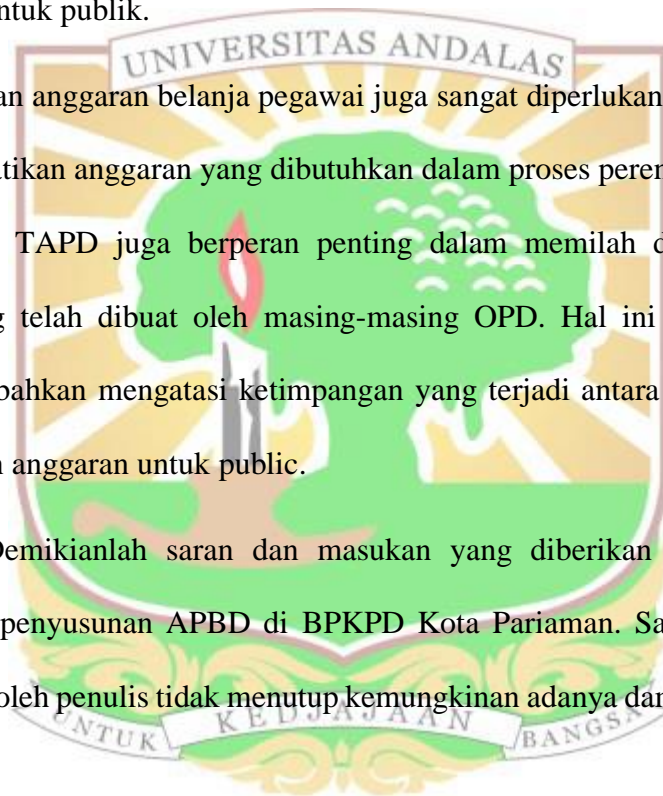 ntuk publik.
UNIVERSITAS ANDALAS
an anggaran belanja pegawai juga sangat diperlukan
atikan anggaran yang dibutuhkan dalam proses peren
TAPD juga berperan penting dalam memilah d
g telah dibuat oleh masing-masing OPD. Hal ini
bahkan mengatasi ketimpangan yang terjadi antara
n anggaran untuk public.
Demikianlah saran dan masukan yang diberikan
penyusunan APBD di BPKPD Kota Pariaman. Sa
oleh penulis tidak menutup kemungkinan adanya dan
UNTUK KEDJAJAAN BANGSA